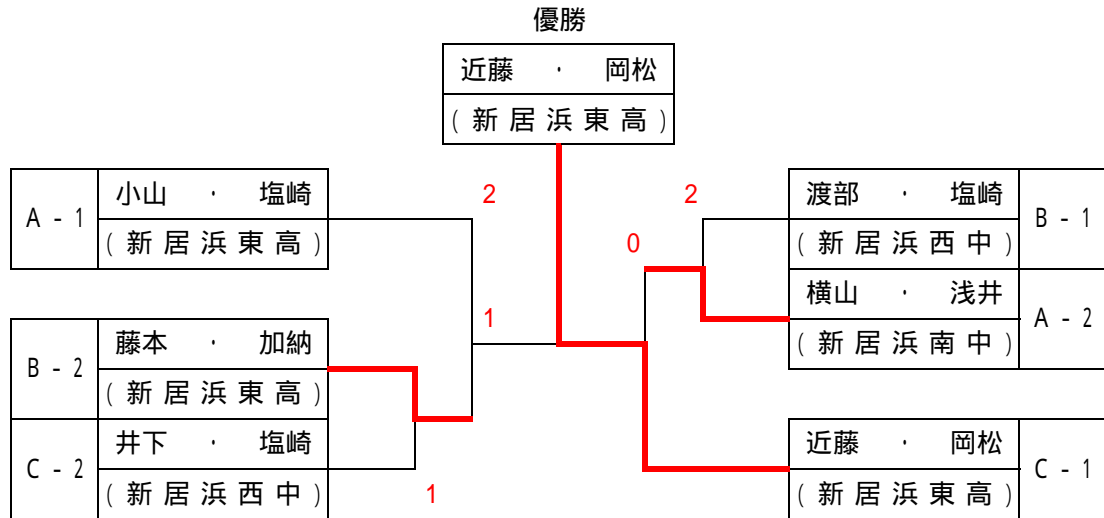 優勝
近藤 ・ 岡松
(新居浜東高)
2
2
A - 1
小山 ・ 塩崎
(新居浜東高)
渡部 ・ 塩崎
(新居浜西中)
B - 1
0
横山 ・ 浅井
(新居浜南中)
A - 2
1
B - 2
藤本 ・ 加納
(新居浜東高)
C - 2
井下 ・ 塩崎
(新居浜西中)
1
近藤 ・ 岡松
(新居浜東高)
C - 1